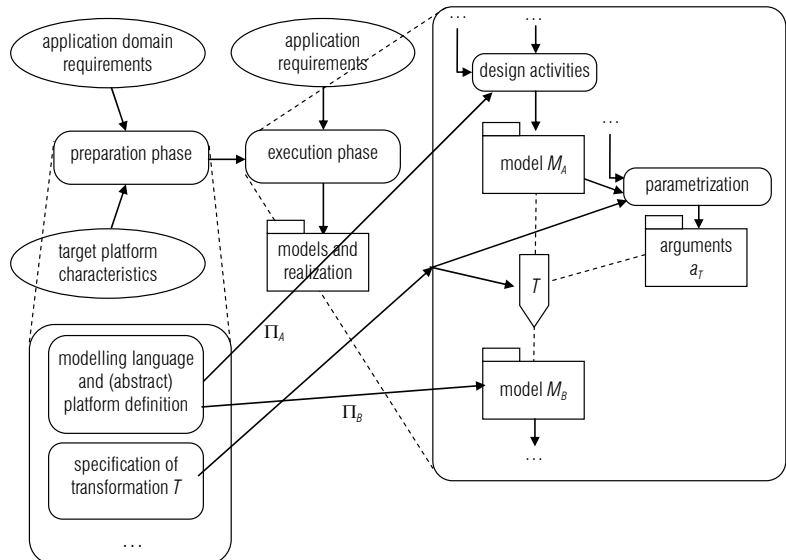 application domain
requirements
application
requirements
preparation phase
execution phase
target platform
characteristics
models and
realization
modelling language
and (abstract)
platform definition
specification of
transformation T
...
Π_A
Π_B
...
...
design activities
model M_A
...
parametrization
arguments
a_T
T
model M_B
...